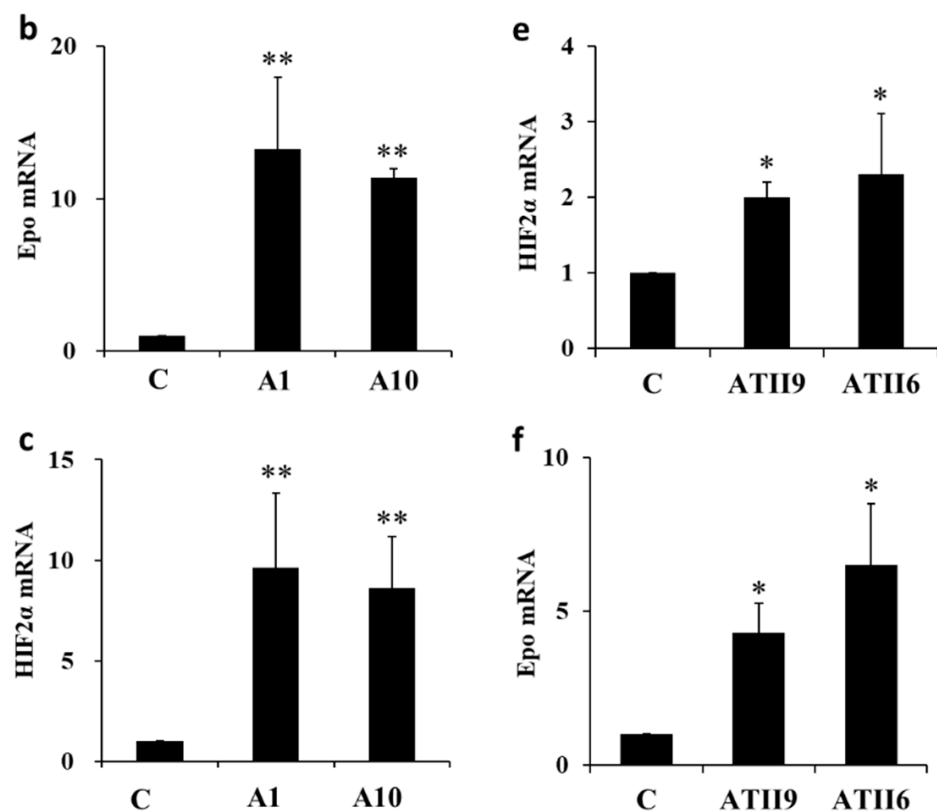 b
20
10
0
Epo mRNA
**
**
C A1 A10
e
4
3
2
1
0
HIF2α mRNA
*
*
C ATII9 ATII6
c
15
10
5
0
HIF2α mRNA
**
**
C A1 A10
f
10
5
0
Epo mRNA
*
*
C ATII9 ATII6